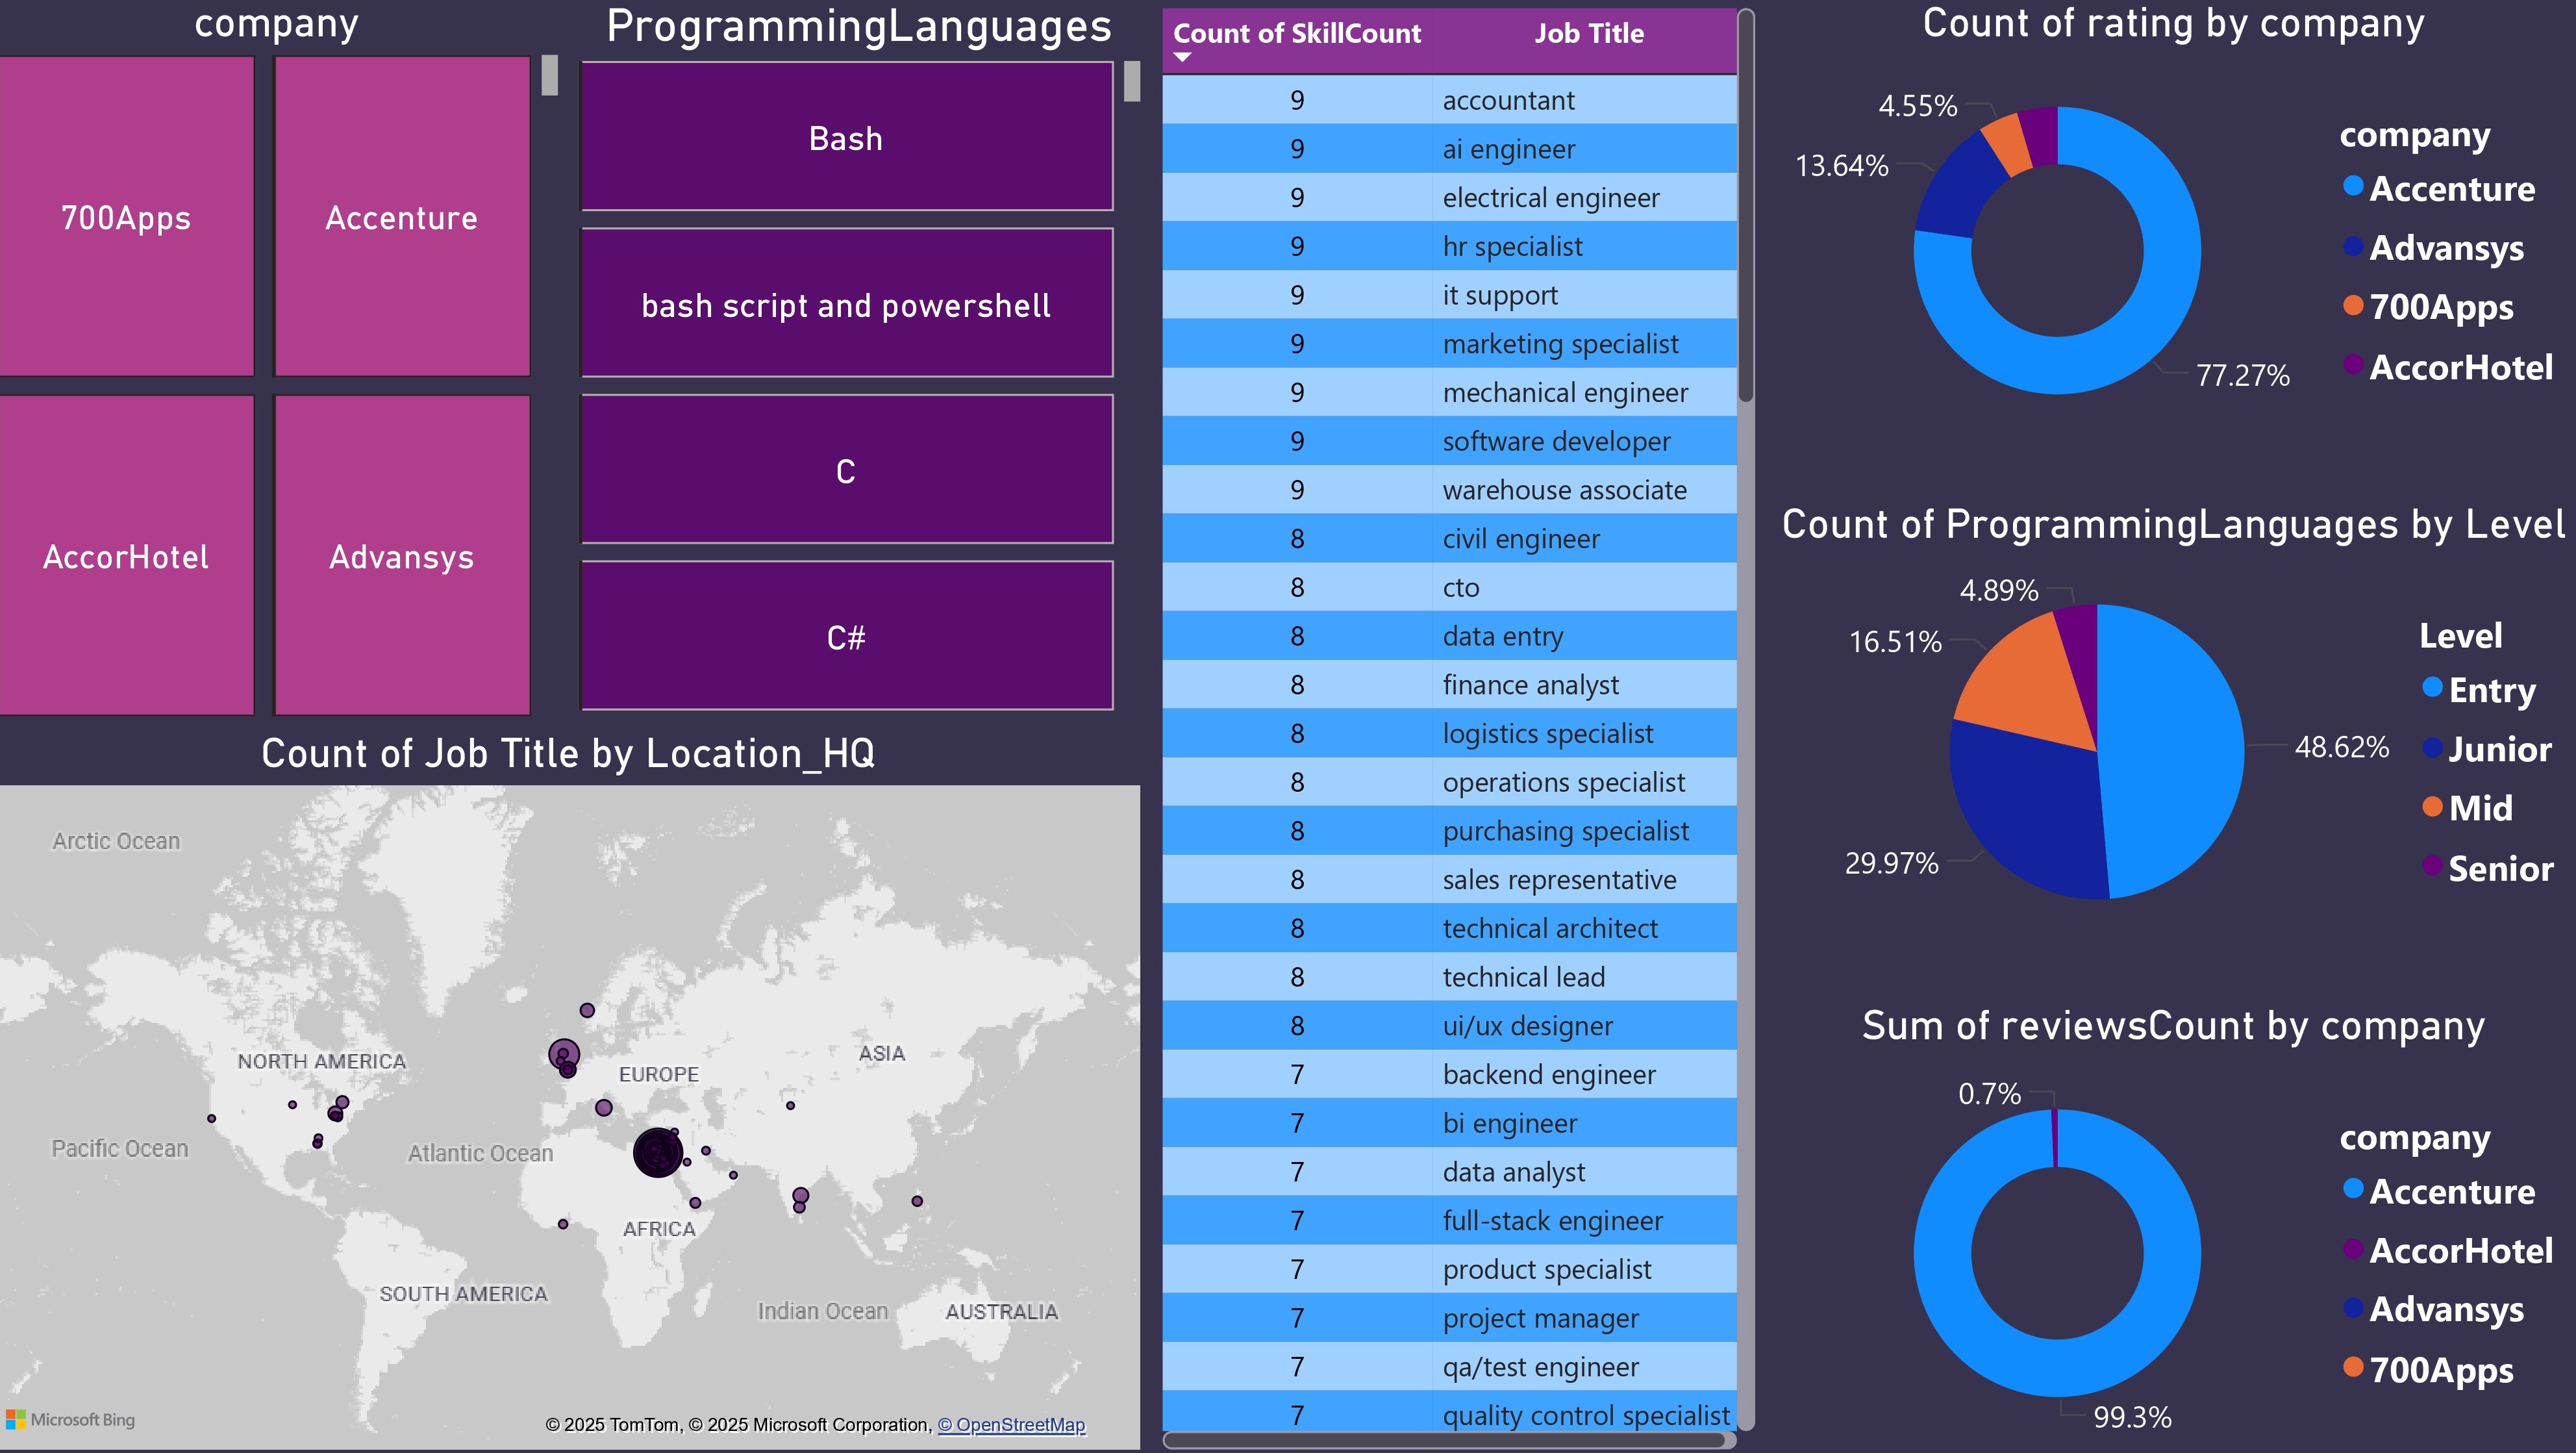 company
700Apps
Accenture
AccorHotel
Advansys
ProgrammingLanguages
Bash
bash script and powershell
C
C#
Count of Job Title by Location_HQ
Arctic Ocean
NORTH AMERICA
EUROPE
ASIA
Pacific Ocean
Atlantic Ocean
AFRICA
SOUTH AMERICA
Indian Ocean
AUSTRALIA
Microsoft Bing
© 2025 TomTom, © 2025 Microsoft Corporation, © OpenStreetMap
Count of SkillCount Job Title
9 accountant
9 ai engineer
9 electrical engineer
9 hr specialist
9 it support
9 marketing specialist
9 mechanical engineer
9 software developer
9 warehouse associate
8 civil engineer
8 cto
8 data entry
8 finance analyst
8 logistics specialist
8 operations specialist
8 purchasing specialist
8 sales representative
8 technical architect
8 technical lead
8 ui/ux designer
7 backend engineer
7 bi engineer
7 data analyst
7 full-stack engineer
7 product specialist
7 project manager
7 qa/test engineer
7 quality control specialist
Count of rating by company
4.55%
13.64%
77.27%
company
Accenture
Advansys
700Apps
AccorHotel
Count of ProgrammingLanguages by Level
4.89%
16.51%
48.62%
29.97%
Level
Entry
Junior
Mid
Senior
Sum of reviewsCount by company
0.7%
99.3%
company
Accenture
AccorHotel
Advansys
700Apps